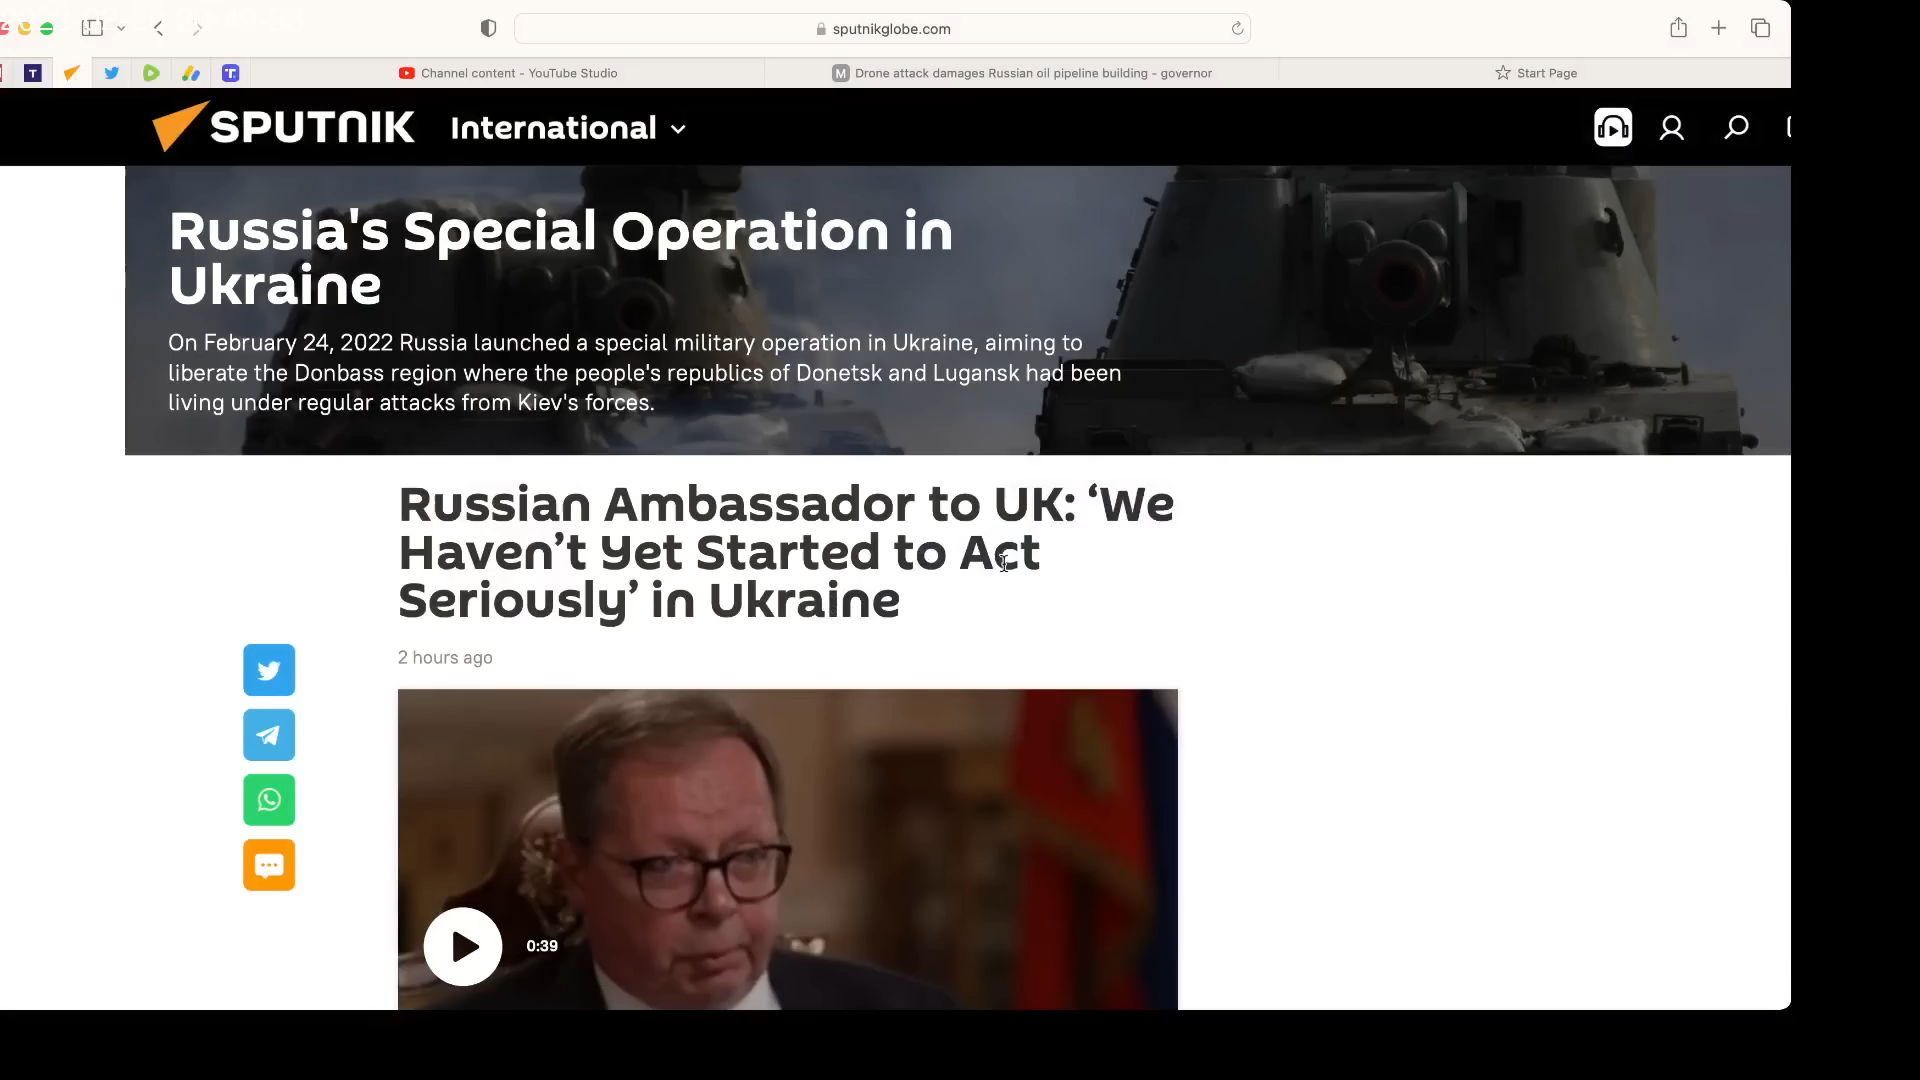 sputnikglobe.com
T
T
Channel content - YouTube Studio
M
Drone attack damages Russian oil pipeline building - governor
Start Page
SPUTNIK
International
Russia's Special Operation in
Ukraine
On February 24, 2022 Russia launched a special military operation in Ukraine, aiming to
liberate the Donbass region where the people's republics of Donetsk and Lugansk had been
living under regular attacks from Kiev's forces.
Russian Ambassador to UK: ‘We
Haven’t Yet Started to Act
Seriously’ in Ukraine
2 hours ago
0:39